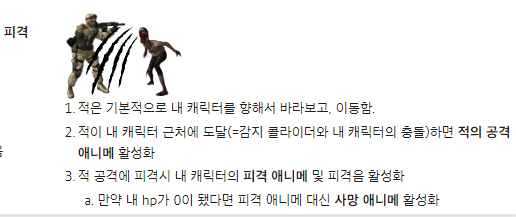 피격
1. 적은 기본적으로 내 캐릭터를 향해서 바라보고, 이동함.
2. 적이 내 캐릭터 근처에 도달(=감지 콜라이더와 내 캐릭터의 충돌)하면 적의 공격
애니메 활성화
3. 적 공격에 피격시 내 캐릭터의 피격 애니메 및 피격음 활성화
a. 만약 내 hp가 0이 됐다면 피격 애니메 대신 사망 애니메 활성화